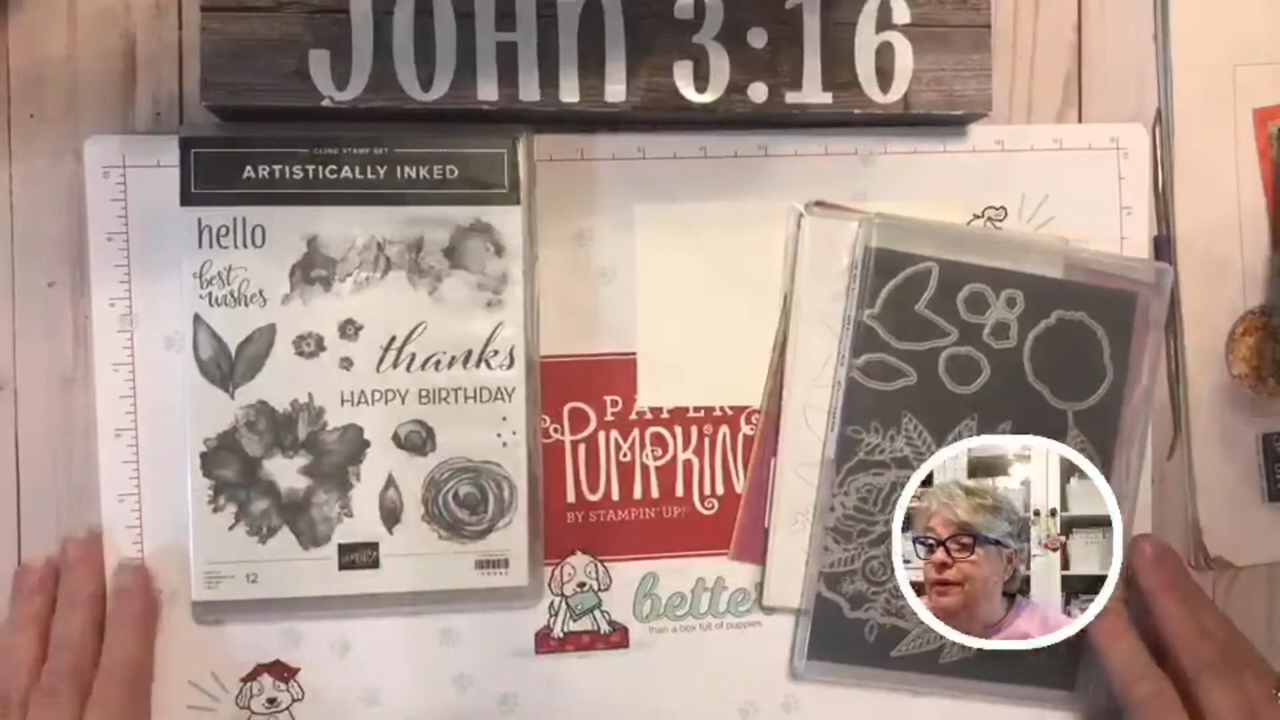 JOHN 3:16
CLING STAMP SET
ARTISTICALLY INKED
hello
best wishes
thanks
HAPPY BIRTHDAY
12
PAPER
PUMPKIN
BY STAMPIN' UP!
bette
than a box full of puppies